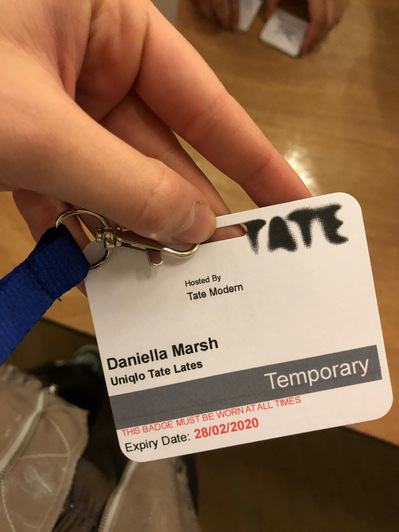 TATE
Hosted By
Tate Modern
Daniella Marsh
Uniqlo Tate Lates
Temporary
THIS BADGE MUST BE WORN AT ALL TIMES
Expiry Date: 28/02/2020